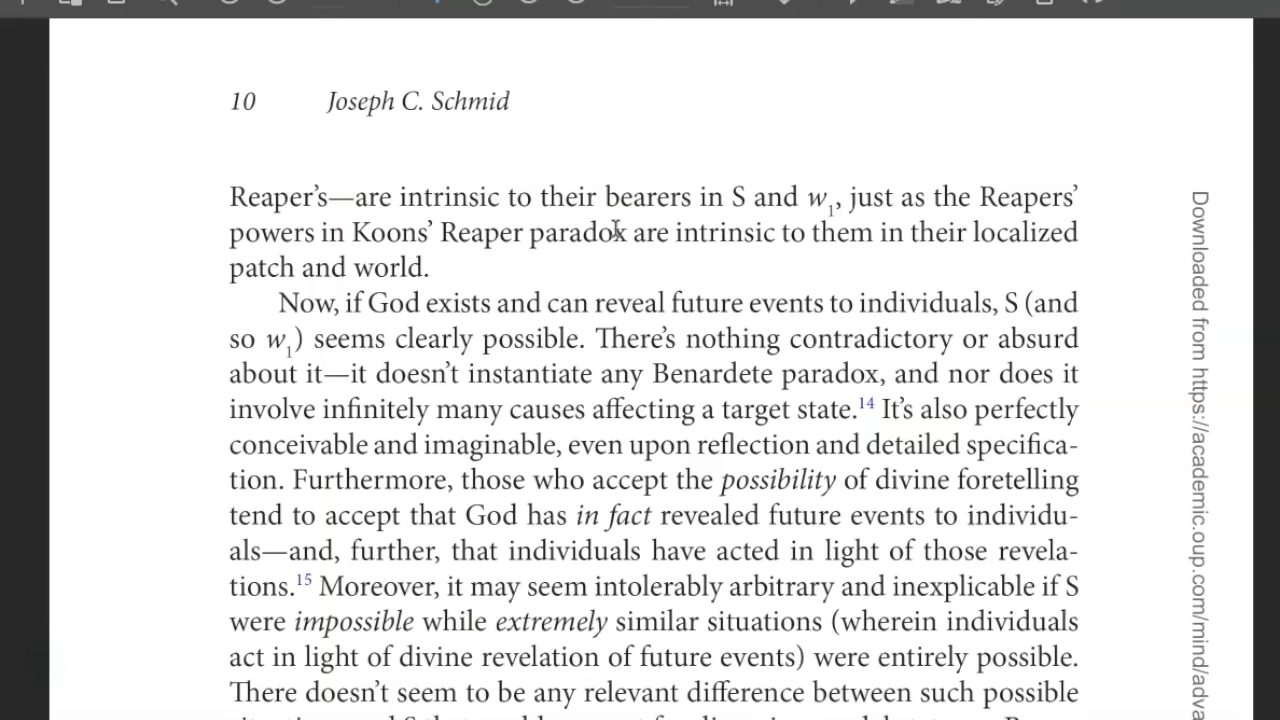 10 Joseph C. Schmid
Reaper’s—are intrinsic to their bearers in S and w1, just as the Reapers’
powers in Koons’ Reaper paradox are intrinsic to them in their localized
patch and world.
Now, if God exists and can reveal future events to individuals, S (and
so w1) seems clearly possible. There’s nothing contradictory or absurd
about it—it doesn’t instantiate any Benardete paradox, and nor does it
involve infinitely many causes affecting a target state.14 It’s also perfectly
conceivable and imaginable, even upon reflection and detailed specifica-
tion. Furthermore, those who accept the possibility of divine foretelling
tend to accept that God has in fact revealed future events to individu-
als—and, further, that individuals have acted in light of those revela-
tions.15 Moreover, it may seem intolerably arbitrary and inexplicable if S
were impossible while extremely similar situations (wherein individuals
act in light of divine revelation of future events) were entirely possible.
There doesn’t seem to be any relevant difference between such possible
Downloaded from https://academic.oup.com/mind/adva